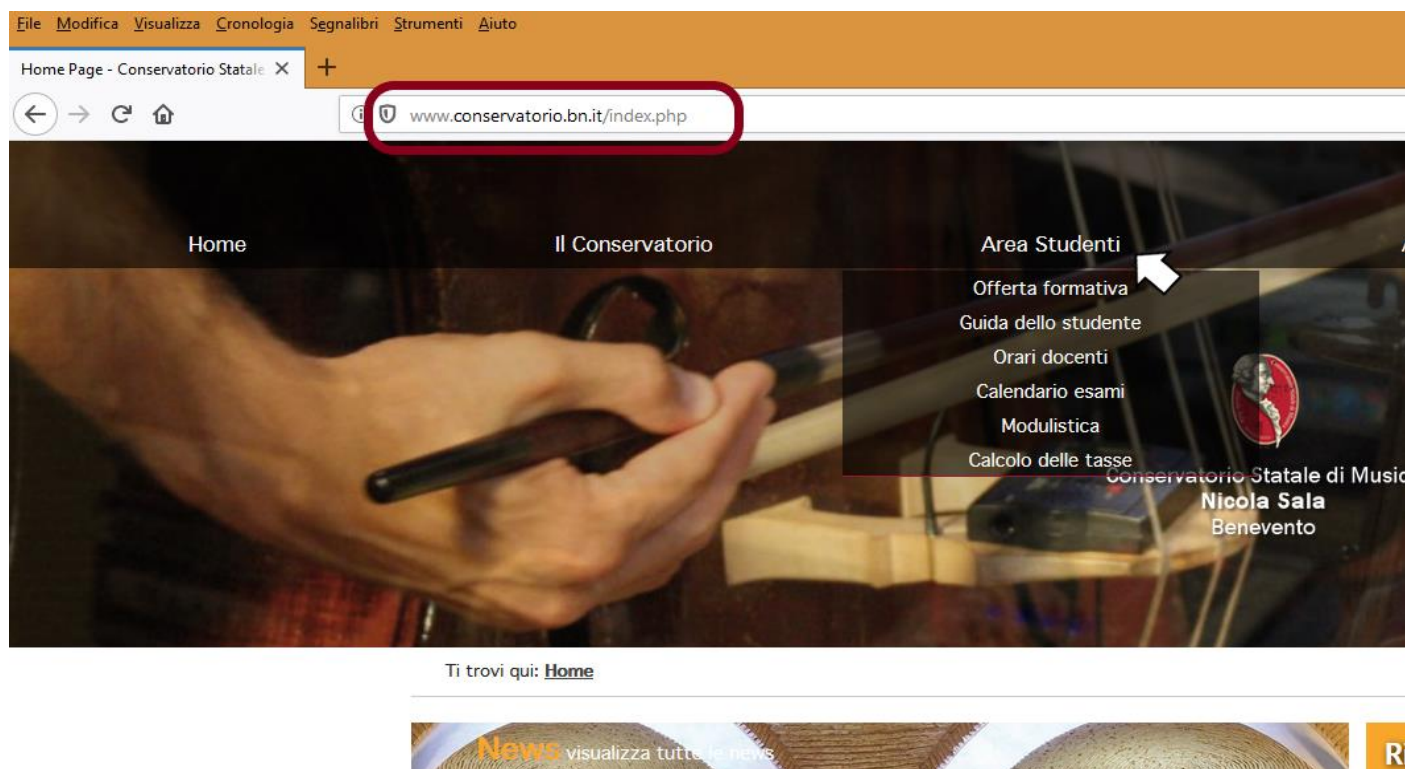 File Modifica Visualizza Cronologia Segnalibri Strumenti Aiuto
Home Page - Conservatorio Statale
www.conservatorio.bn.it/index.php
Home Il Conservatorio Area Studenti
Offerta formativa
Guida dello studente
Orari docenti
Calendario esami
Modulistica
Calcolo delle tasse
Conservatorio Statale di Music
Nicola Sala
Benevento
Ti trovi qui: Home
News visualizza tutte le news